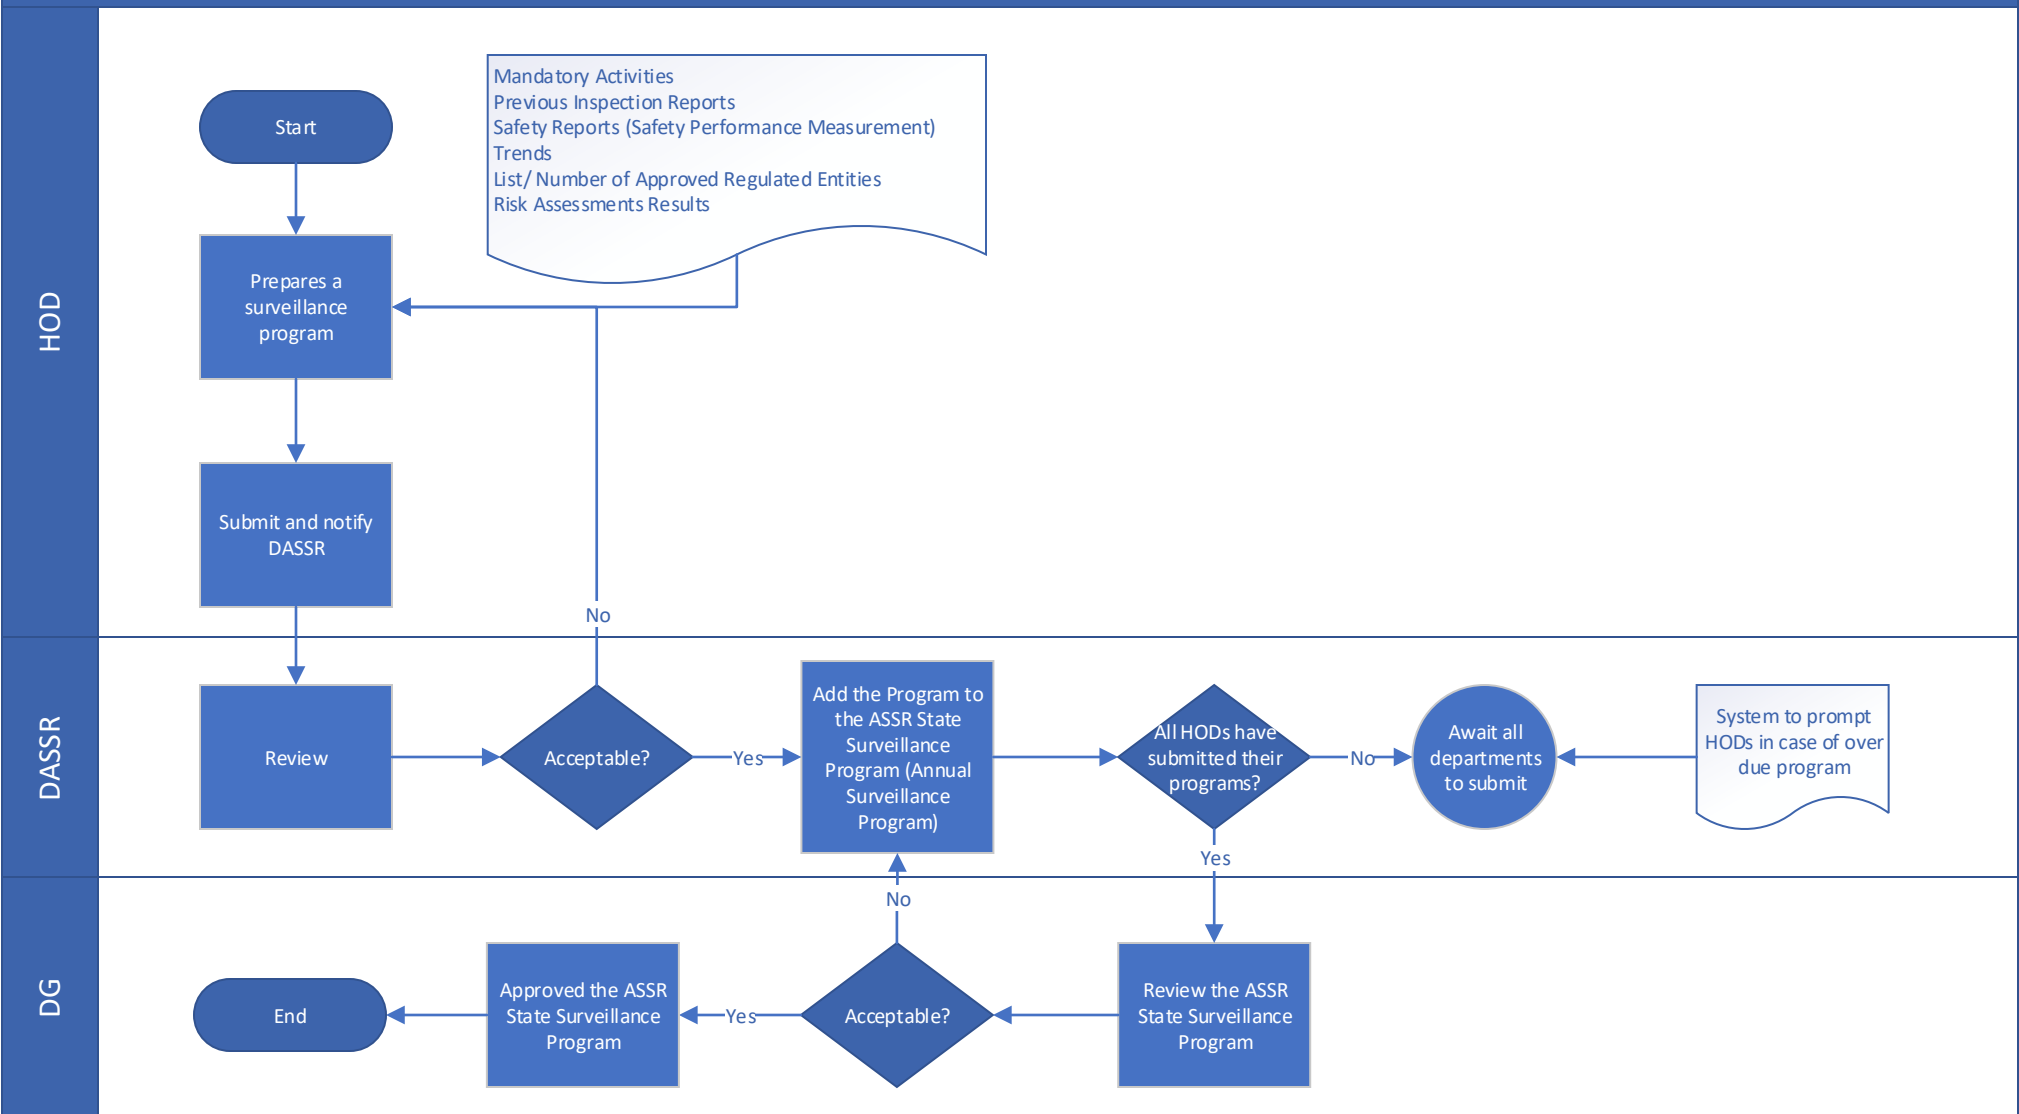 HOD
Start
Mandatory Activities
Previous Inspection Reports
Safety Reports (Safety Performance Measurement)
Trends
List/ Number of Approved Regulated Entities
Risk Assessments Results
Prepares a
surveillance
program
Submit and notify
DASSR
No
DASSR
Review
Acceptable?
Yes
Add the Program to
the ASSR State
Surveillance
Program (Annual
Surveillance
Program)
All HODs have
submitted their
programs?
No
Await all
departments
to submit
System to prompt
HODs in case of over
due program
Yes
No
DG
End
Approved the ASSR
State Surveillance
Program
Yes
Acceptable?
Review the ASSR
State Surveillance
Program